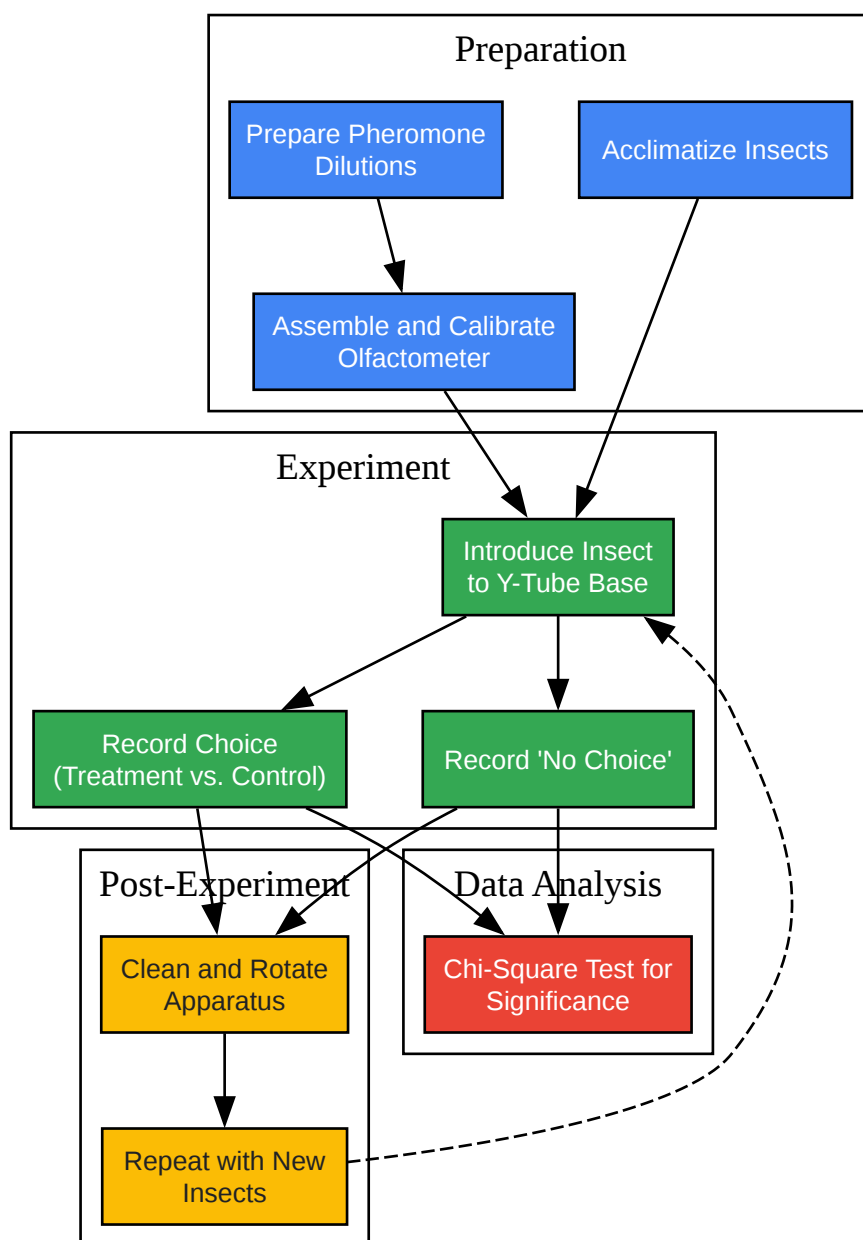 Preparation
Prepare Pheromone
Dilutions
Acclimatize Insects
Assemble and Calibrate
Olfactometer
Experiment
Introduce Insect
to Y-Tube Base
Record Choice
(Treatment vs. Control)
Record 'No Choice'
Post-Experiment
Data Analysis
Clean and Rotate
Apparatus
Chi-Square Test for
Significance
Repeat with New
Insects